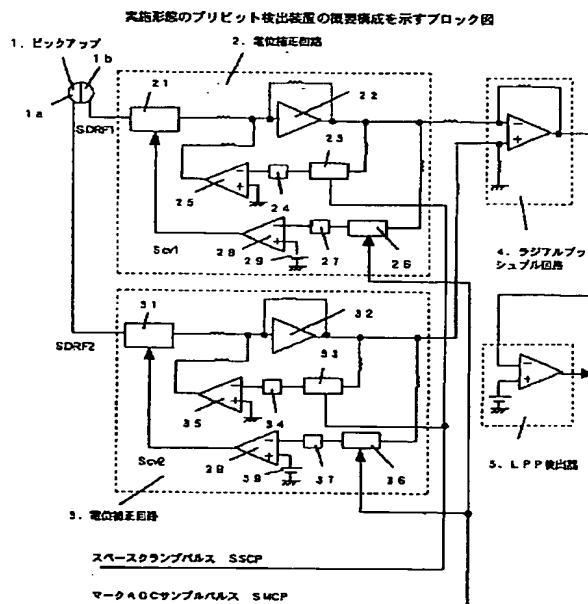 実施形態のプリピット検出装置の概要構成を示すブロック図
1. ピックアップ
1b
1a
2. 電位補正回路
21
22
23
24
25
26
27
28
29
SDRF1
Scv1
4. ラジアルプッ
シュプル回路
31
32
33
34
35
36
37
38
39
SDRF2
Scv2
3. 電位補正回路
5. LPP検出器
スペースクランプパルス SSCP
マークAGCサンプルパルス SMCP